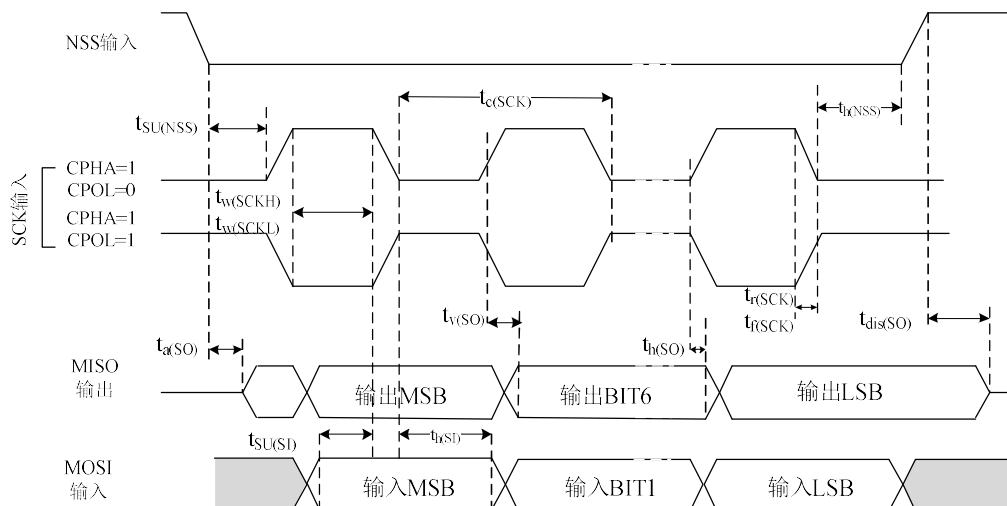 NSS输入
tc(SCK)
th(NSS)
tSU(NSS)
SCK输入
CPHA=1
CPOL=0
CPHA=1
CPOL=1
tw(SCKH)
tw(SCKL)
tv(SO)
tr(SCK)
tf(SCK)
tdis(SO)
ta(SO)
th(SO)
MISO
输出
输出MSB
输出BIT6
输出LSB
tSU(SI)
th(SI)
MOSI
输入
输入MSB
输入BIT1
输入LSB